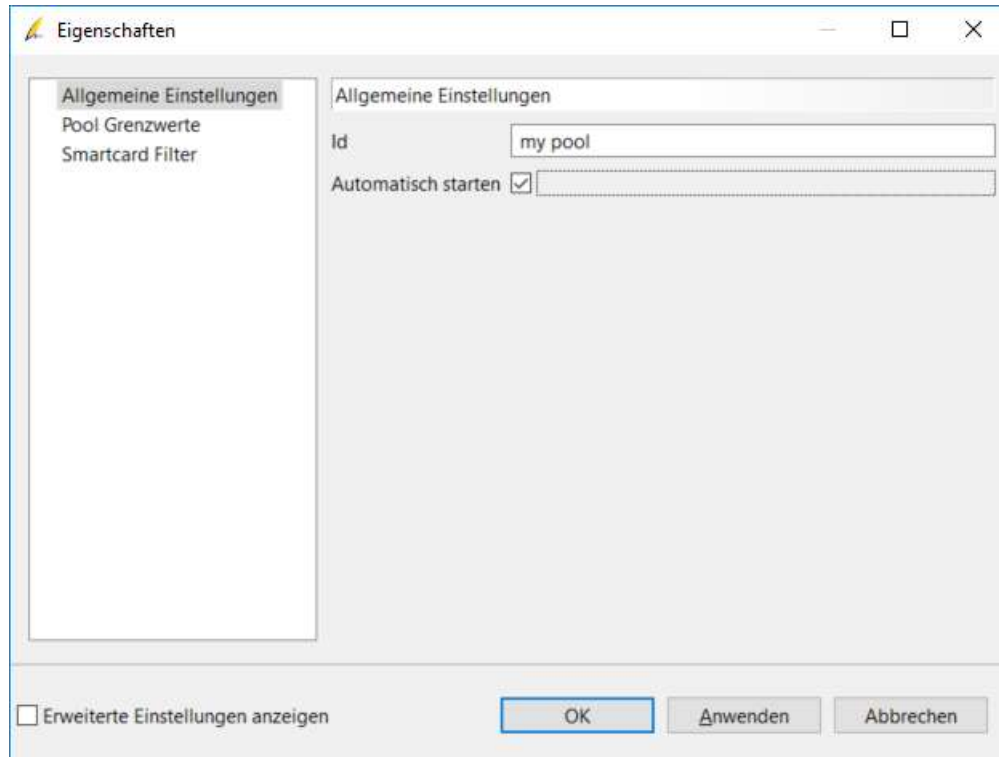 Eigenschaften
Allgemeine Einstellungen
Pool Grenzwerte
Smartcard Filter
Allgemeine Einstellungen
Id
my pool
Automatisch starten
Erweiterte Einstellungen anzeigen
OK
Anwenden
Abbrechen